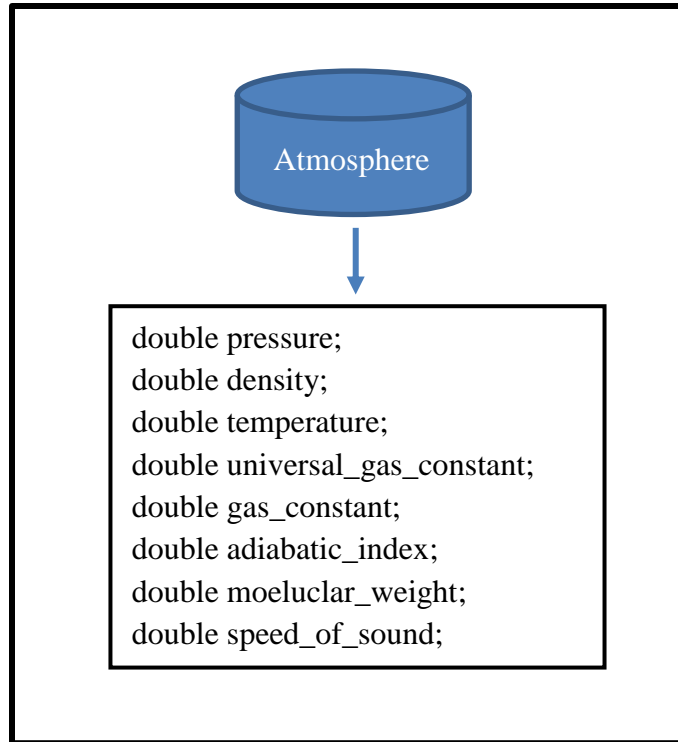 Atmosphere
double pressure;
double density;
double temperature;
double universal_gas_constant;
double gas_constant;
double adiabatic_index;
double moeluclar_weight;
double speed_of_sound;